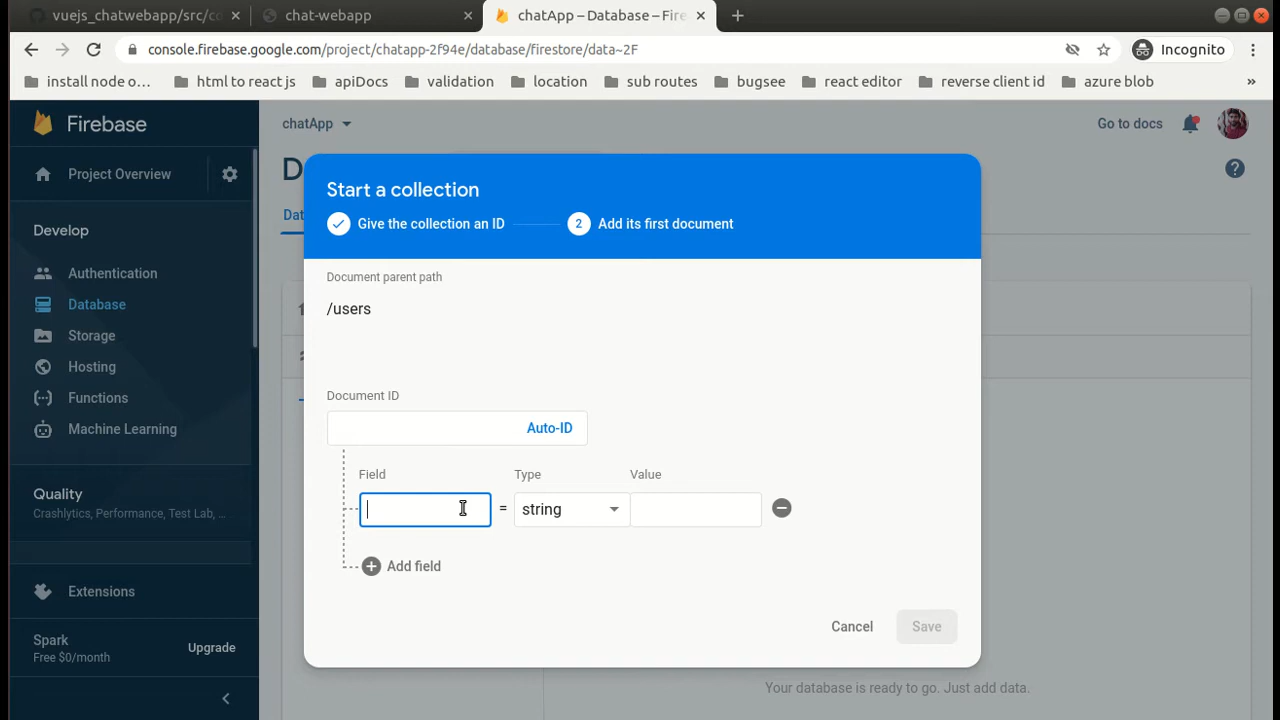 vuejs_chatwebapp/src/co
chat-webapp
chatApp – Database – Fire
console.firebase.google.com/project/chatapp-2f94e/database/firestore/data~2F
Incognito
install node o...
html to react js
apiDocs
validation
location
sub routes
bugsee
react editor
reverse client id
azure blob
»
Firebase
chatApp
Go to docs
Project Overview
Develop
Authentication
Database
Storage
Hosting
Functions
Machine Learning
Quality
Crashlytics, Performance, Test Lab, ...
Extensions
Spark
Free $0/month
Upgrade
D
Dat
Start a collection
Give the collection an ID
2 Add its first document
Document parent path
/users
Document ID
Auto-ID
Field Type Value
= string
Add field
Cancel Save
Your database is ready to go. Just add data.